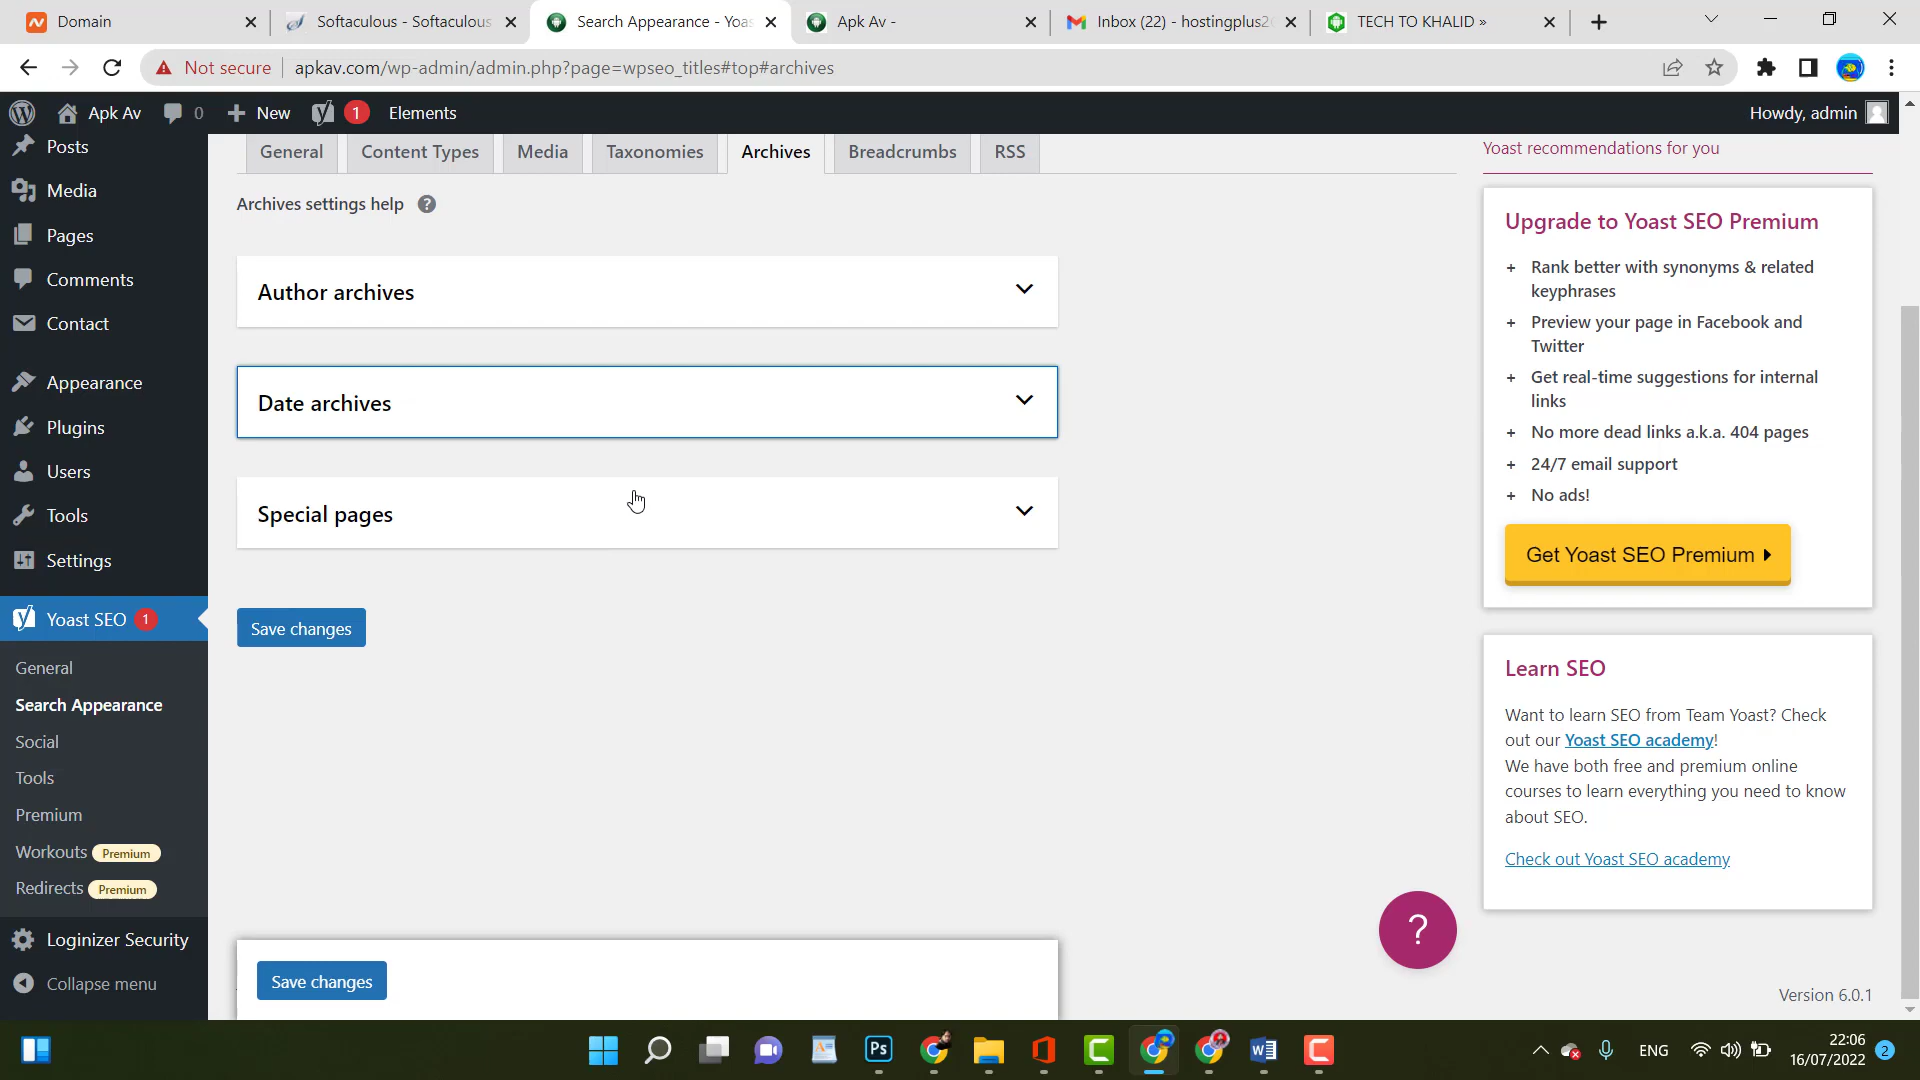 Domain
Softaculous - Softaculous
Search Appearance - Yoas
Apk Av -
Inbox (22) - hostingplus2
TECH TO KHALID »
Not secure
apkav.com/wp-admin/admin.php?page=wpseo_titles#top#archives
Apk Av
0
New
1
Elements
Howdy, admin
Posts
Media
Pages
Comments
Contact
Appearance
Plugins
Users
Tools
Settings
Yoast SEO 1
General
Search Appearance
Social
Tools
Premium
Workouts Premium
Redirects Premium
Loginizer Security
Collapse menu
General
Content Types
Media
Taxonomies
Archives
Breadcrumbs
RSS
Archives settings help ?
Author archives
Date archives
Special pages
Save changes
Save changes
Yoast recommendations for you
Upgrade to Yoast SEO Premium
+ Rank better with synonyms & related
keyphrases
+ Preview your page in Facebook and
Twitter
+ Get real-time suggestions for internal
links
+ No more dead links a.k.a. 404 pages
+ 24/7 email support
+ No ads!
Get Yoast SEO Premium
Learn SEO
Want to learn SEO from Team Yoast? Check
out our Yoast SEO academy!
We have both free and premium online
courses to learn everything you need to know
about SEO.
Check out Yoast SEO academy
?
Version 6.0.1
Ps
ENG
22:06
16/07/2022
2